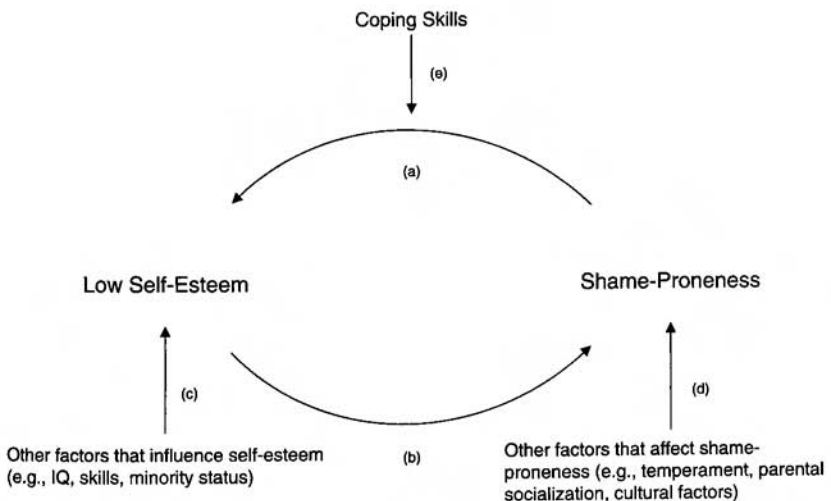 Coping Skills
(e)
(a)
Low Self-Esteem
Shame-Proneness
(c)
(d)
Other factors that influence self-esteem
(e.g., IQ, skills, minority status)
(b)
Other factors that affect shame-
proneness (e.g., temperament, parental
socialization, cultural factors)